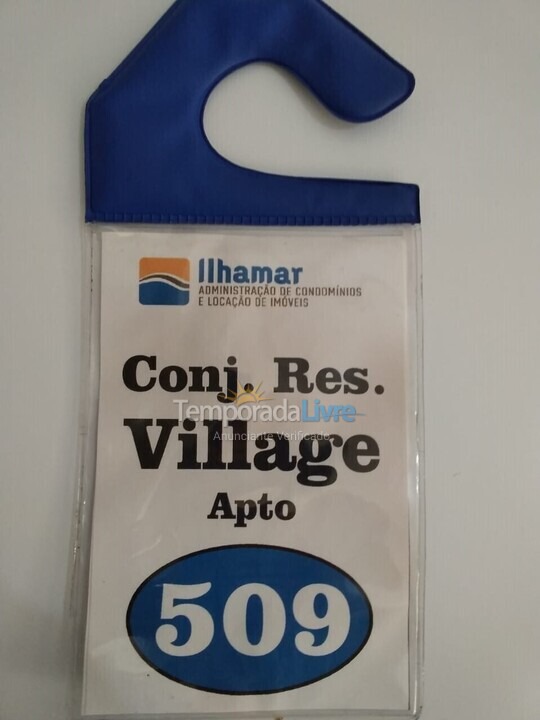 Ilhamar
ADMINISTRAÇÃO DE CONDOMÍNIOS
E LOCAÇÃO DE IMÓVEIS
Conj. Res.
TemporadaLivre
Anunciante Verificado
Village
Apto
509